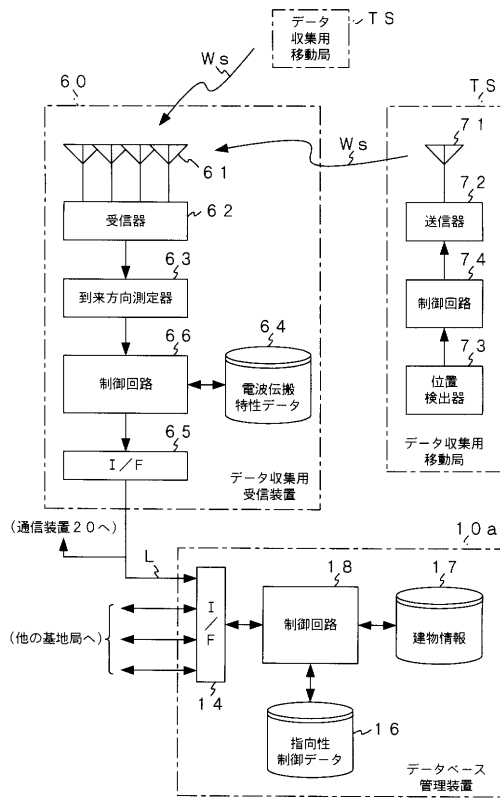 データ
収集用
移動局
TS
Ws
60
TS
71
Ws
61
72
受信器
62
送信器
63
74
到来方向測定器
制御回路
66
64
73
制御回路
電波伝搬
特性データ
位置
検出器
65
I/F
データ収集用
受信装置
データ収集用
移動局
(通信装置20へ)
10a
L
18
17
I/F
制御回路
建物情報
(他の基地局へ)
14
16
指向性
制御データ
データベース
管理装置